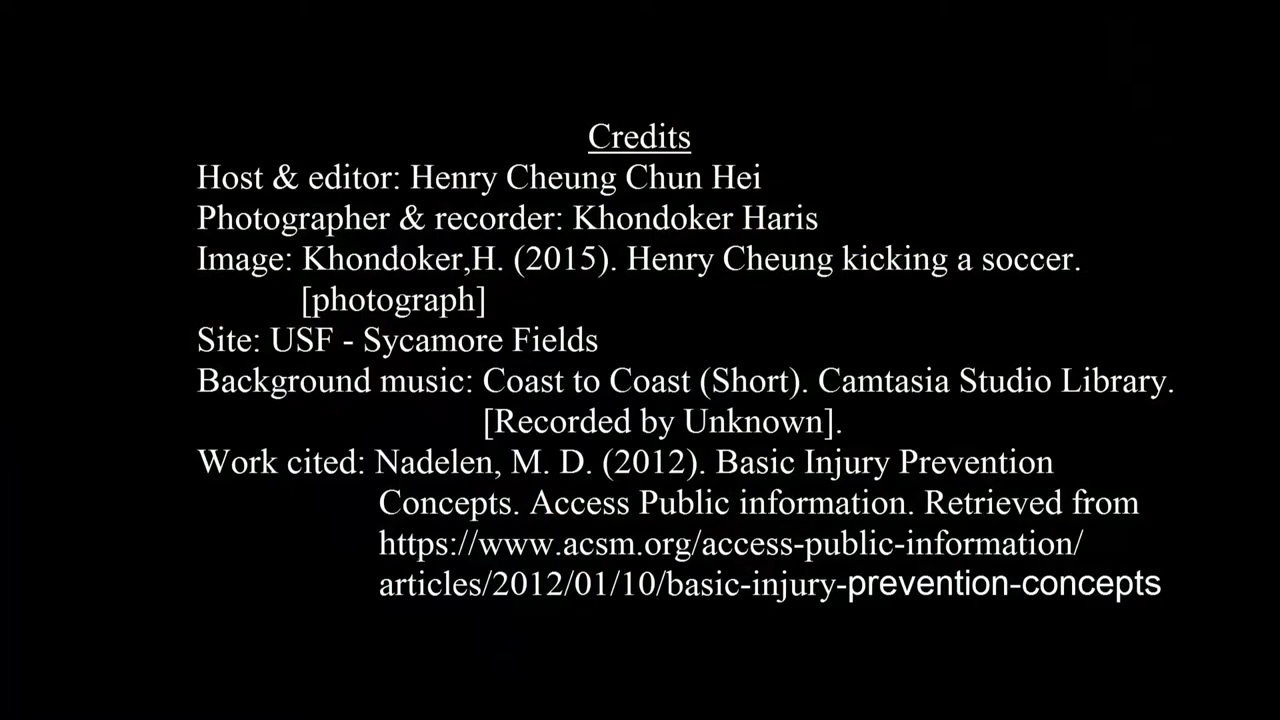 Credits
Host & editor: Henry Cheung Chun Hei
Photographer & recorder: Khondoker Haris
Image: Khondoker,H. (2015). Henry Cheung kicking a soccer.
[photograph]
Site: USF - Sycamore Fields
Background music: Coast to Coast (Short). Camtasia Studio Library.
[Recorded by Unknown].
Work cited: Nadelen, M. D. (2012). Basic Injury Prevention
Concepts. Access Public information. Retrieved from
https://www.acsm.org/access-public-information/
articles/2012/01/10/basic-injury-prevention-concepts